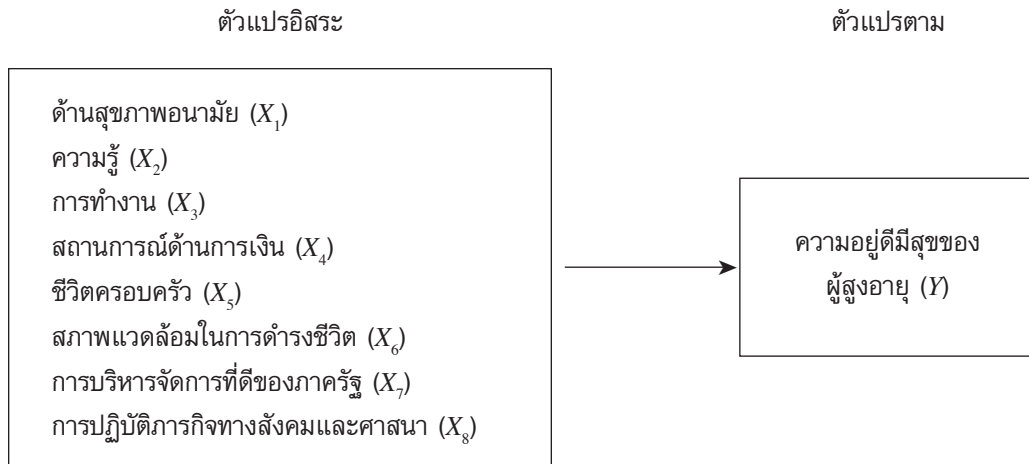 ตัวแปรอิสระ
ตัวแปรตาม
ด้านสุขภาพอนามัย (X₁)
ความรู้ (X₂)
การทำงาน (X₃)
สถานการณ์ด้านการเงิน (X₄)
ชีวิตครอบครัว (X₅)
สภาพแวดล้อมในการดำรงชีวิต (X₆)
การบริหารจัดการที่ดีของภาครัฐ (X₇)
การปฏิบัติภารกิจทางสังคมและศาสนา (X₈)
ความอยู่ดีมีสุขของ
ผู้สูงอายุ (Y)